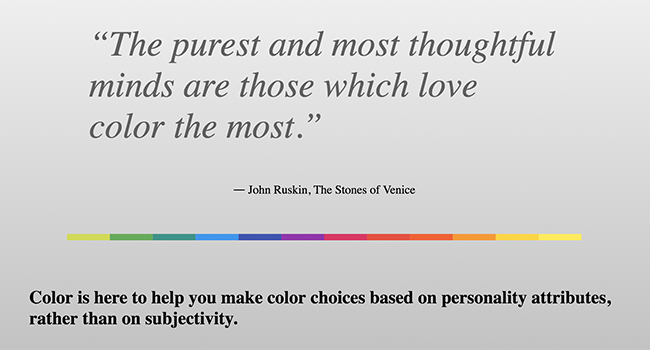 “The purest and most thoughtful
minds are those which love
color the most.”
— John Ruskin, The Stones of Venice
Color is here to help you make color choices based on personality attributes,
rather than on subjectivity.